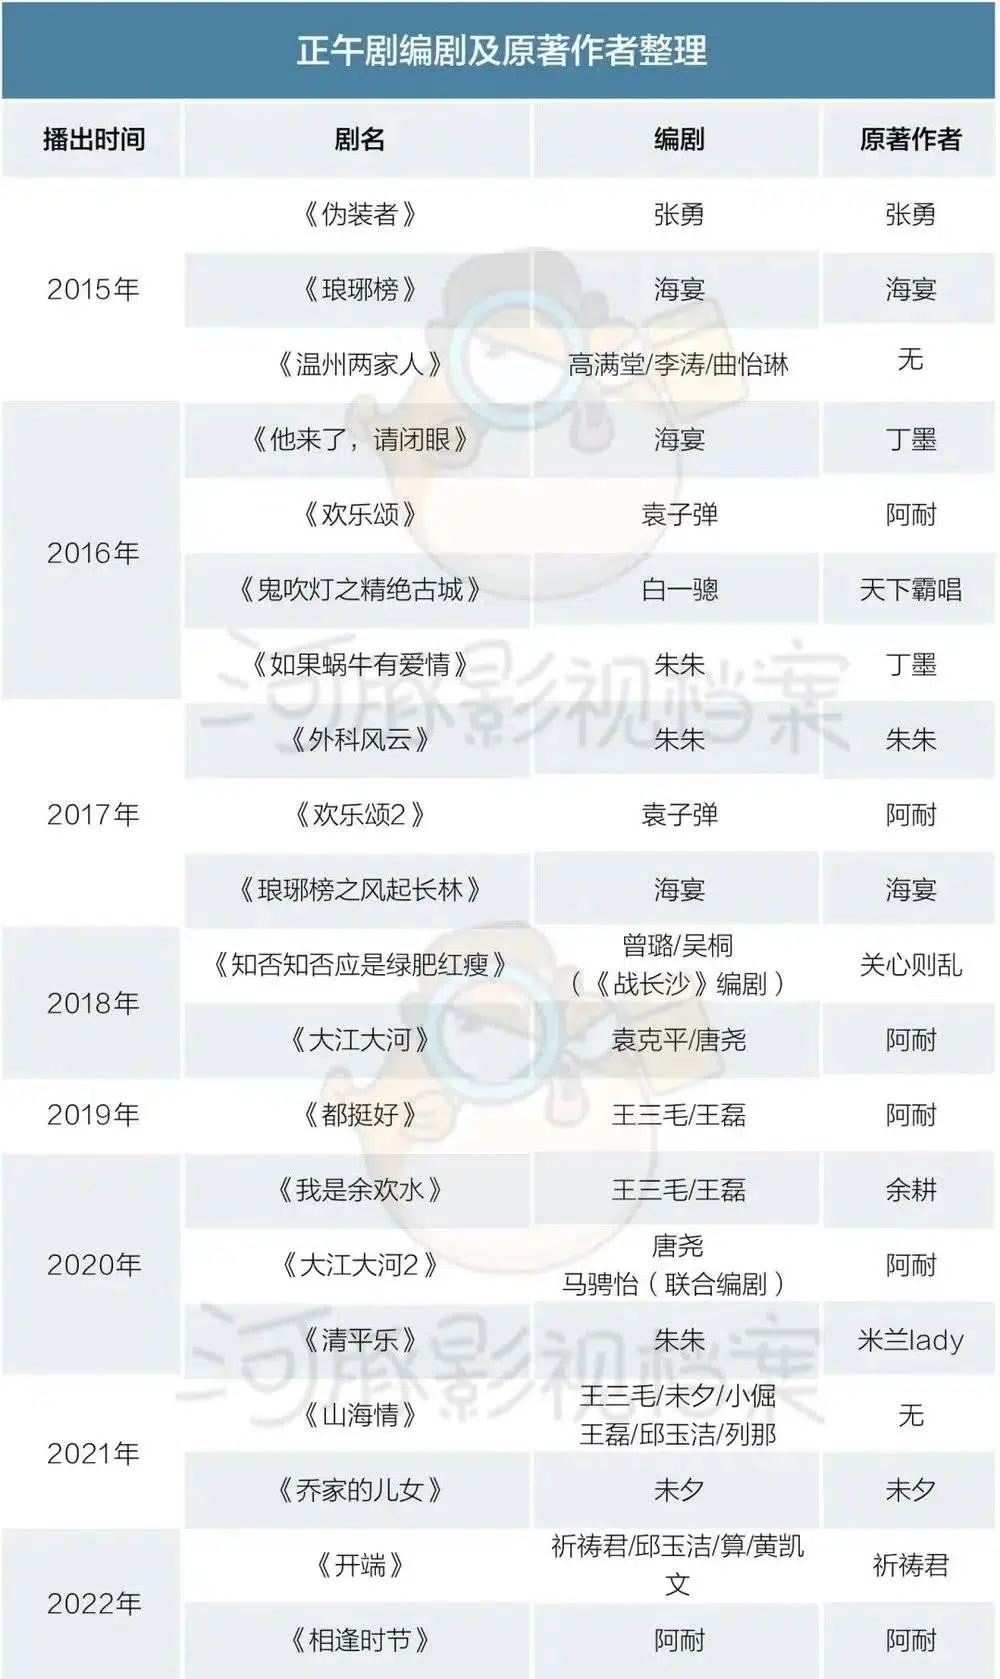 正午剧编剧及原著作者整理
播出时间 剧名 编剧 原著作者
2015年
《伪装者》 张勇 张勇
《琅琊榜》 海宴 海宴
《温州两家人》 高满堂/李涛/曲怡琳 无
2016年
《他来了，请闭眼》 海宴 丁墨
《欢乐颂》 袁子弹 阿耐
《鬼吹灯之精绝古城》 白一骢 天下霸唱
《如果蜗牛有爱情》 朱朱 丁墨
河豚影视档案
2017年
《外科风云》 朱朱 朱朱
《欢乐颂2》 袁子弹 阿耐
《琅琊榜之风起长林》 海宴 海宴
2018年
《知否知否应是绿肥红瘦》 曾璐/吴桐 关心则乱
（《战长沙》编剧）
《大江大河》 袁克平/唐尧 阿耐
2019年
《都挺好》 王三毛/王磊 阿耐
2020年
《我是余欢水》 王三毛/王磊 余耕
《大江大河2》 唐尧 阿耐
马骋怡（联合编剧）
《清平乐》 朱朱 米兰lady
河豚影视档案
2021年
《山海情》 王三毛/未夕/小倔 无
王磊/邱玉洁/列那
《乔家的儿女》 未夕 未夕
2022年
《开端》 祈祷君/邱玉洁/算/黄凯 祈祷君
文
《相逢时节》 阿耐 阿耐